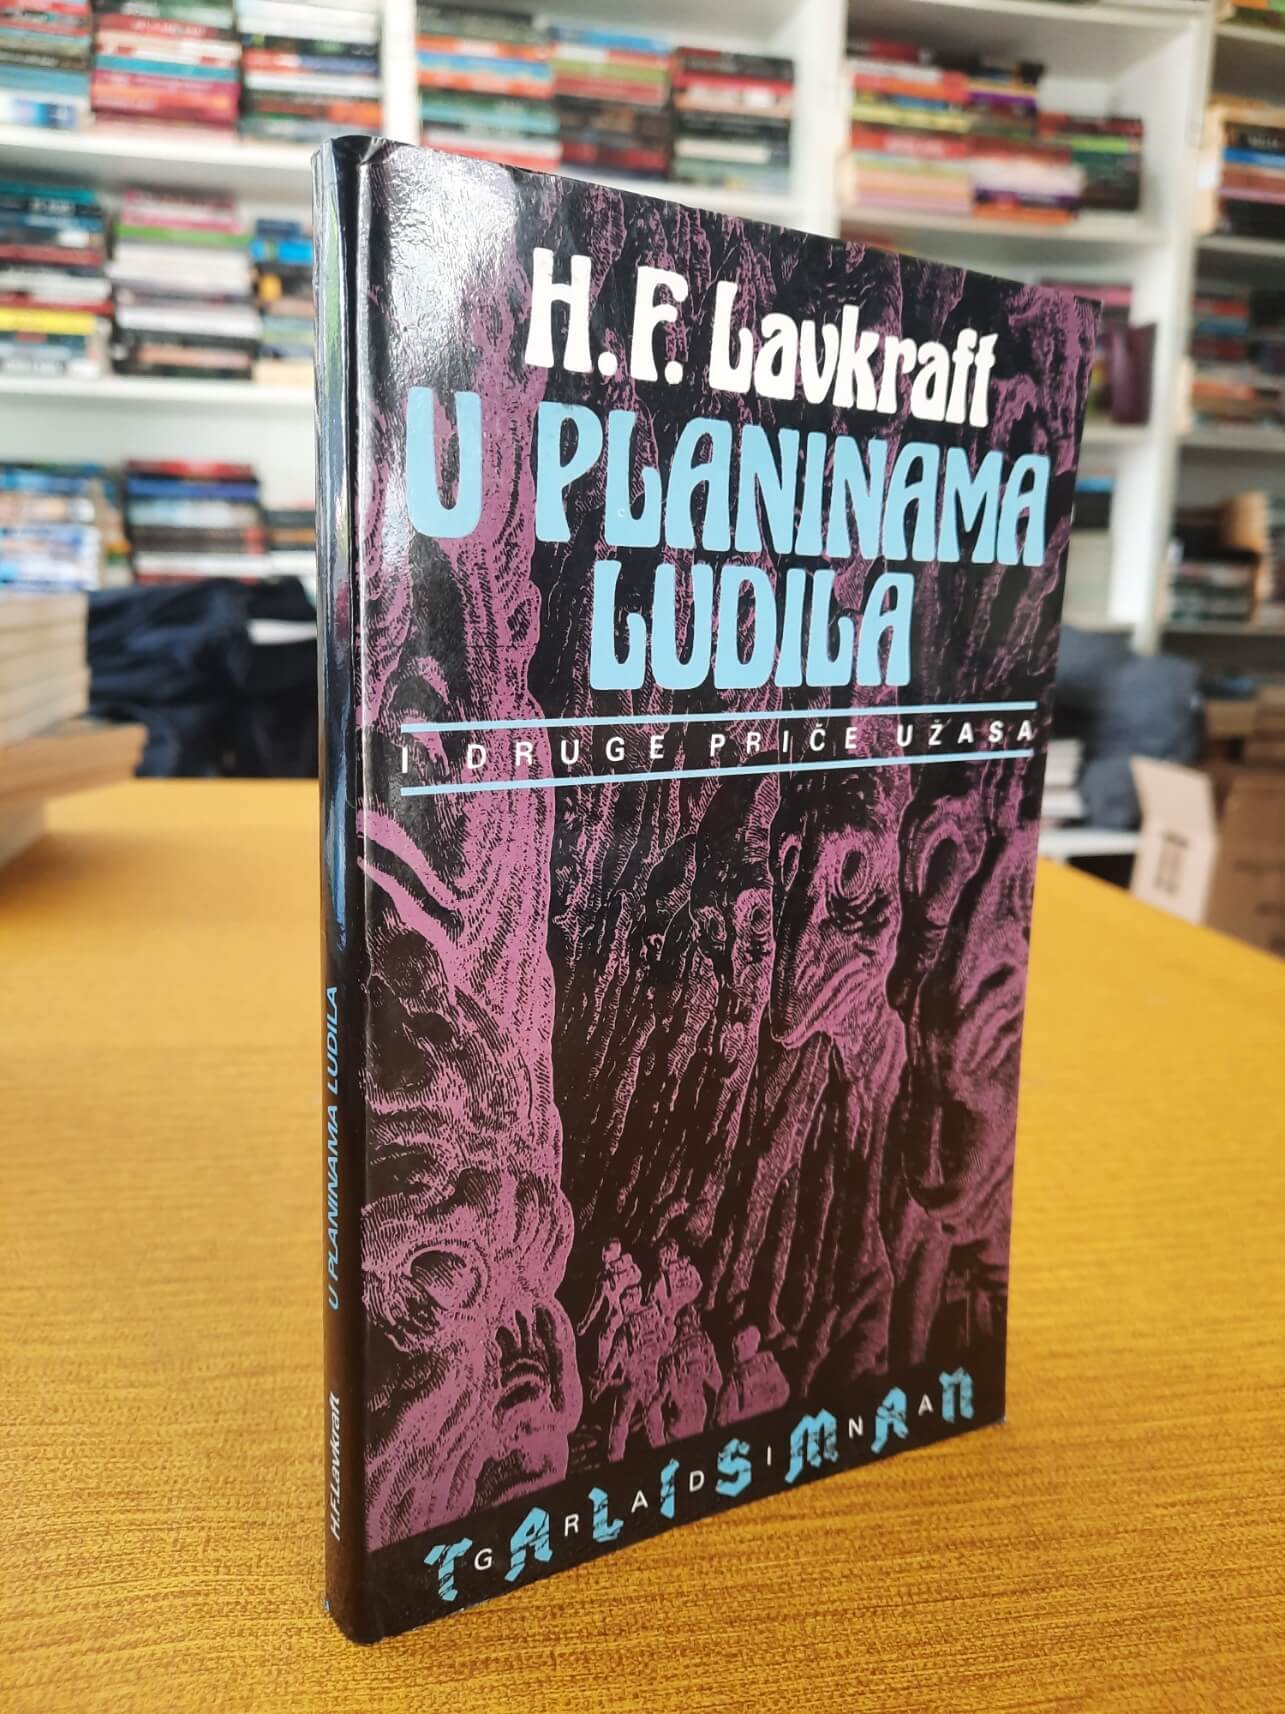 H. F. Lavkraft
U PLANINAMA
LUDILA
I DRUGE PRIČE UŽASA
TALISMAN
GRADINA
U PLANINAMA LUDILA
H.F.Lavkraft